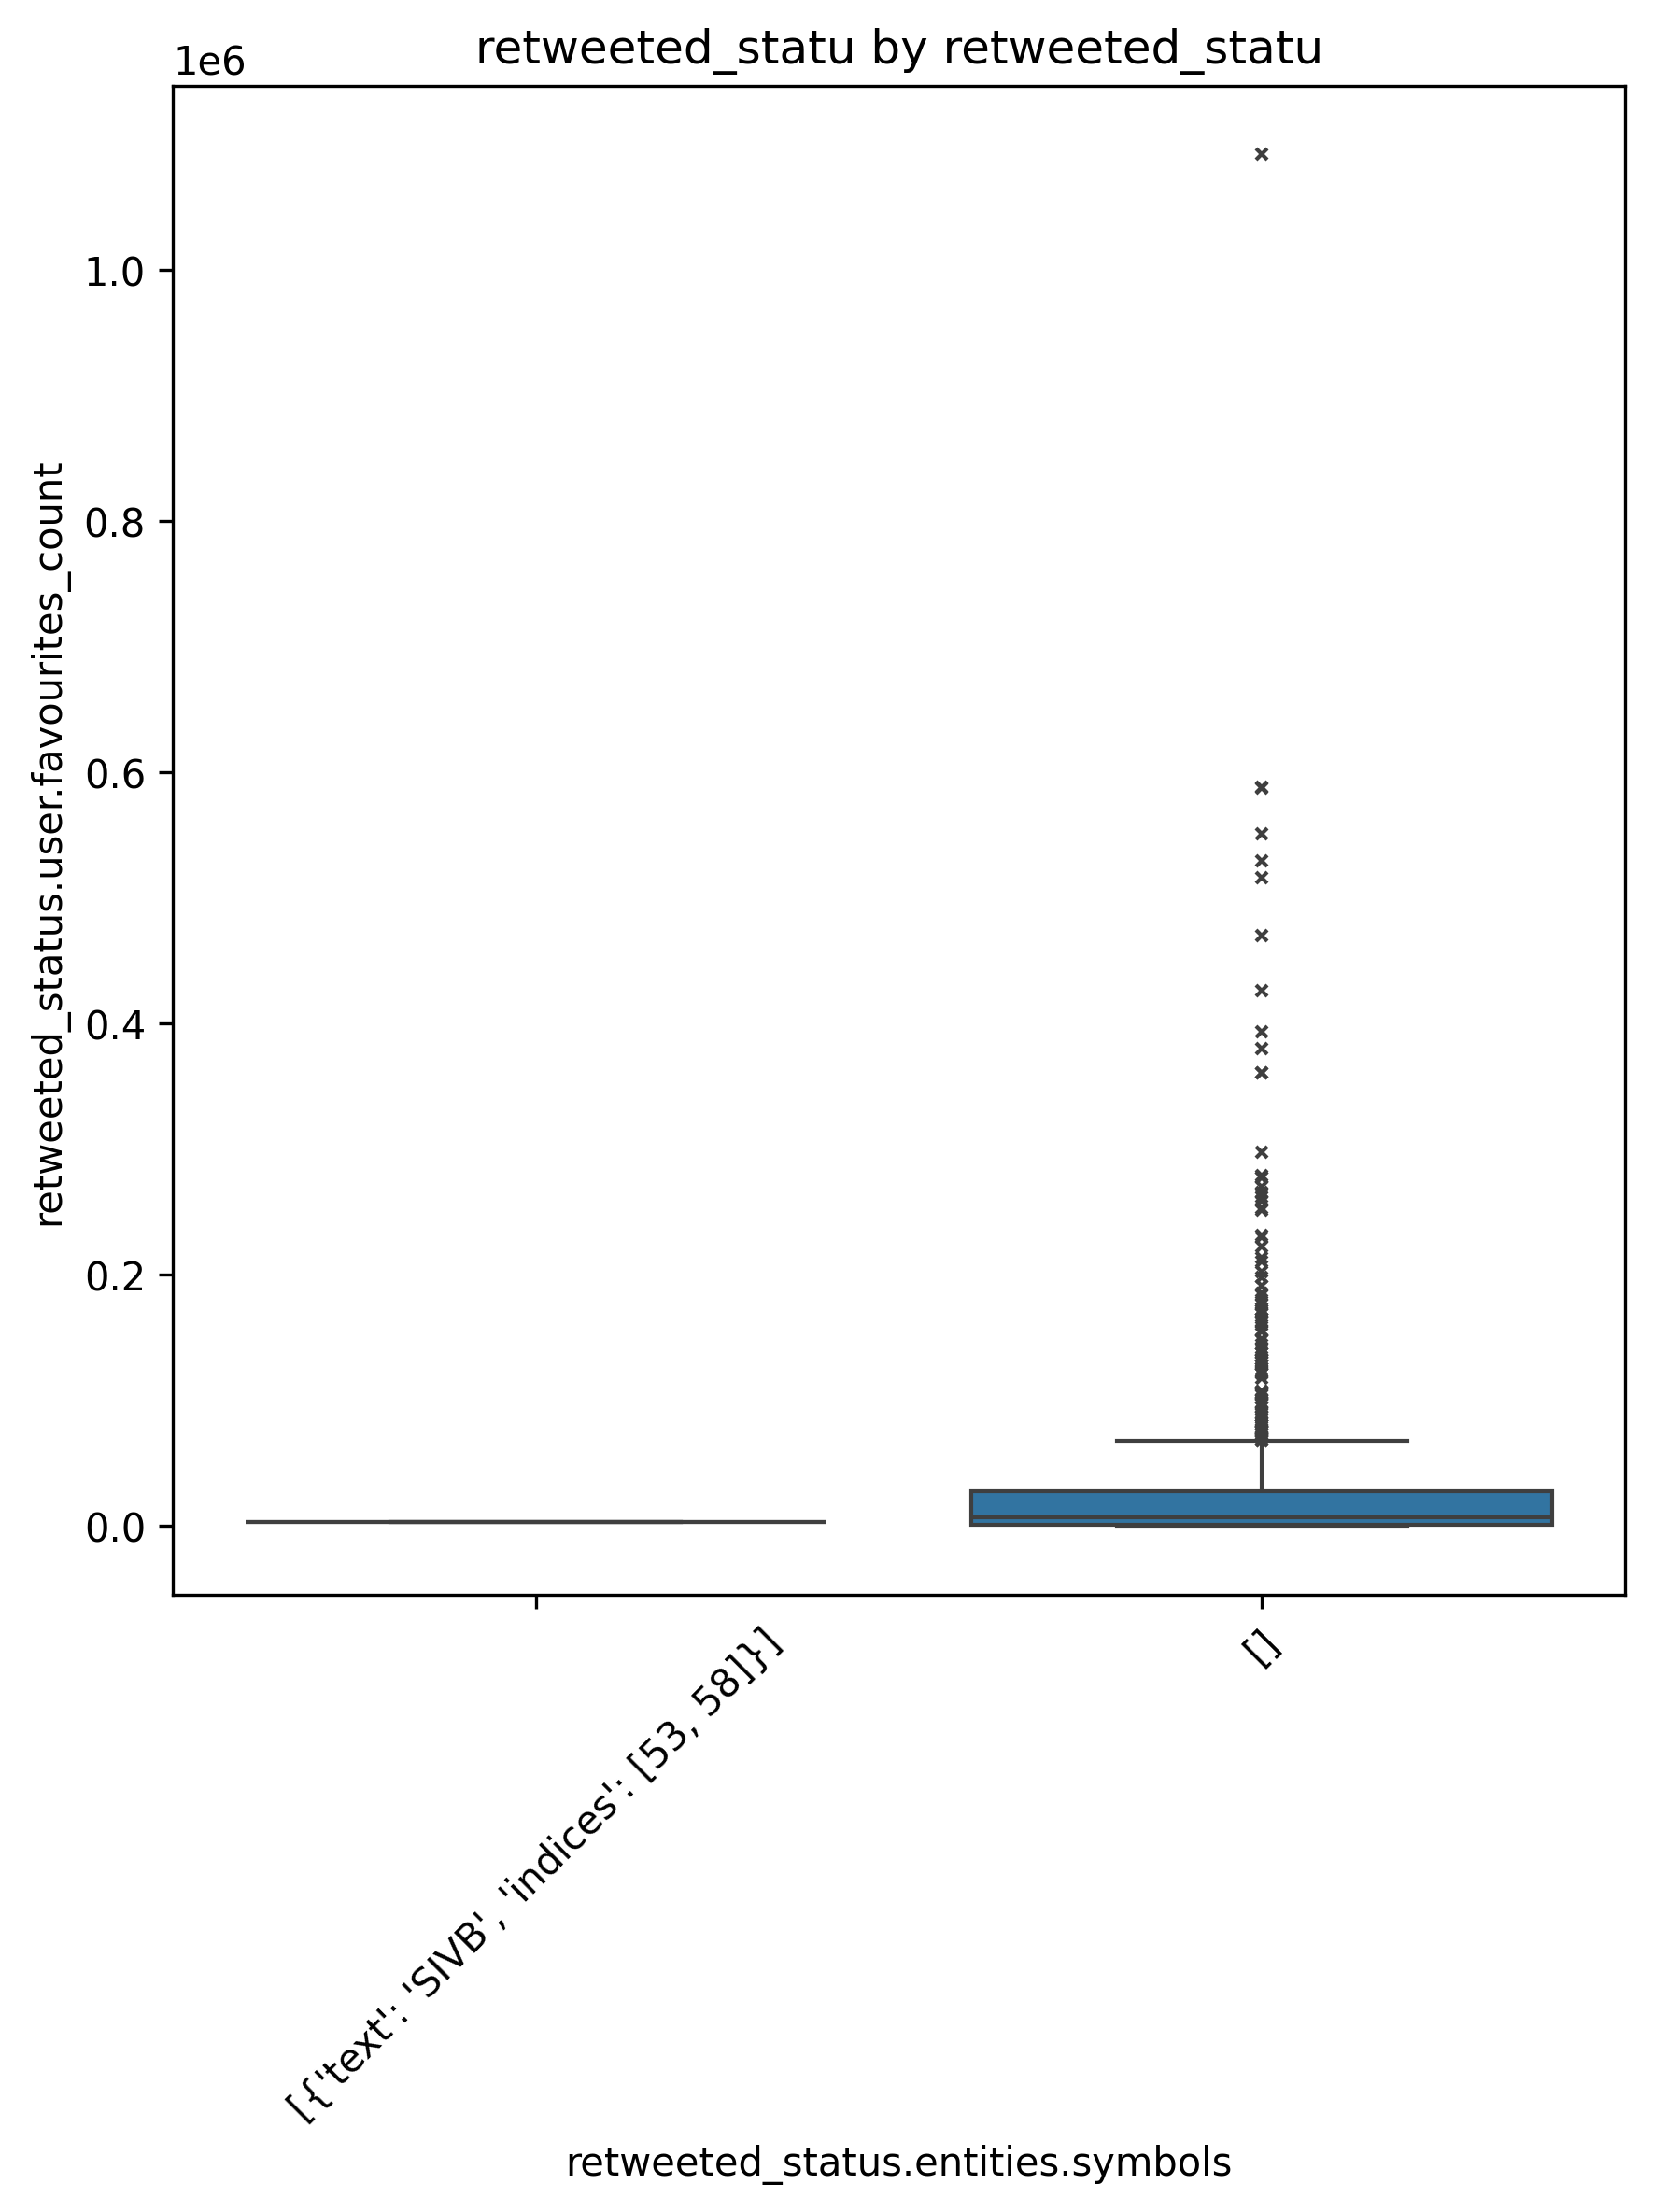 retweeted_statu by retweeted_statu
1e6
1.0
0.8
0.6
0.4
0.2
0.0
retweeted_status.user.favourites_count
[{'text': 'SIVB', 'indices': [53, 58]}]
[]
retweeted_status.entities.symbols